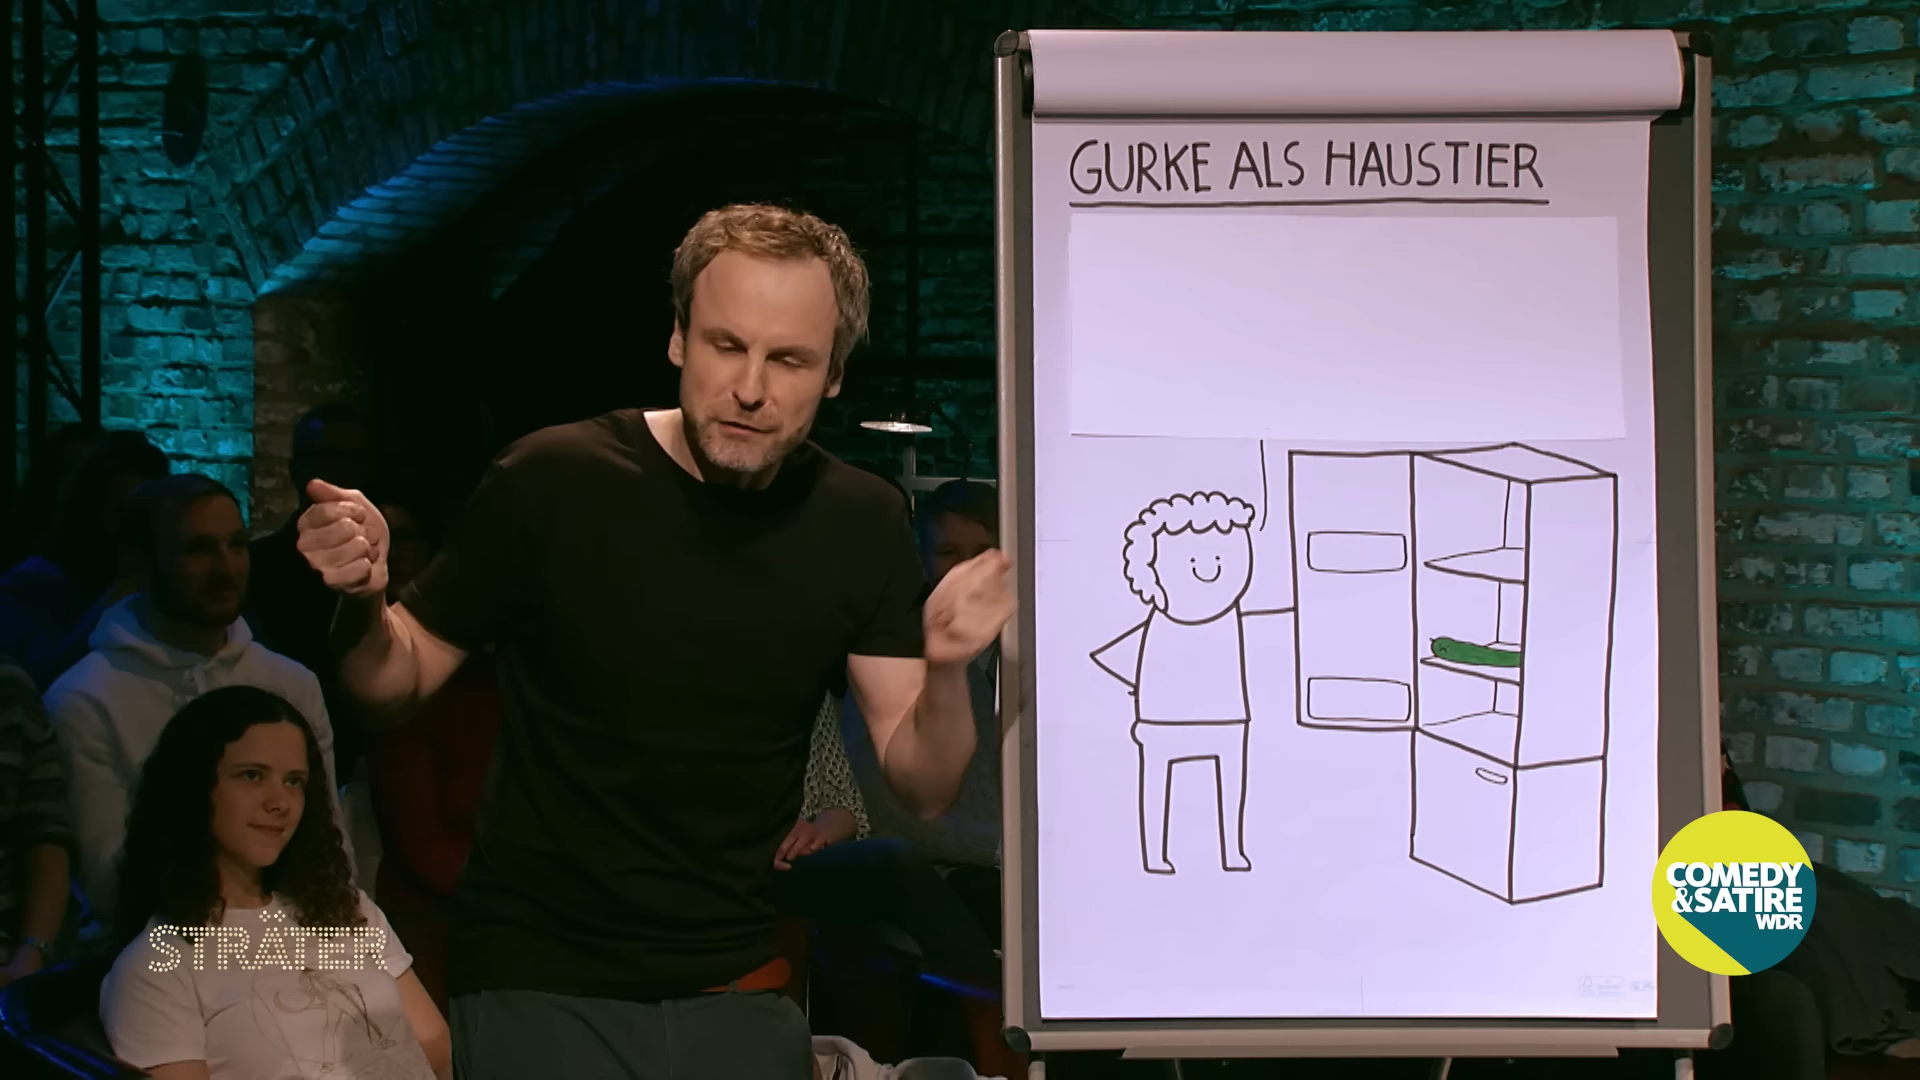 GURKE ALS HAUSTIER
STRÄTER
COMEDY
&SATIRE
WDR